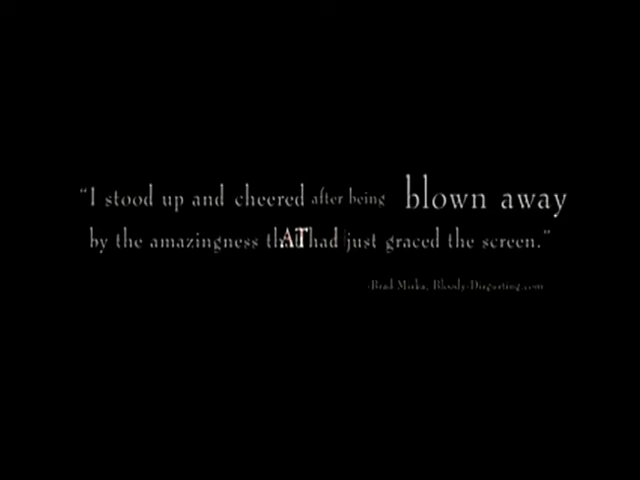 “I stood up and cheered after being blown away
by the amazingness that had just graced the screen.”
-Brad Miska, Bloody-Disgusting.com